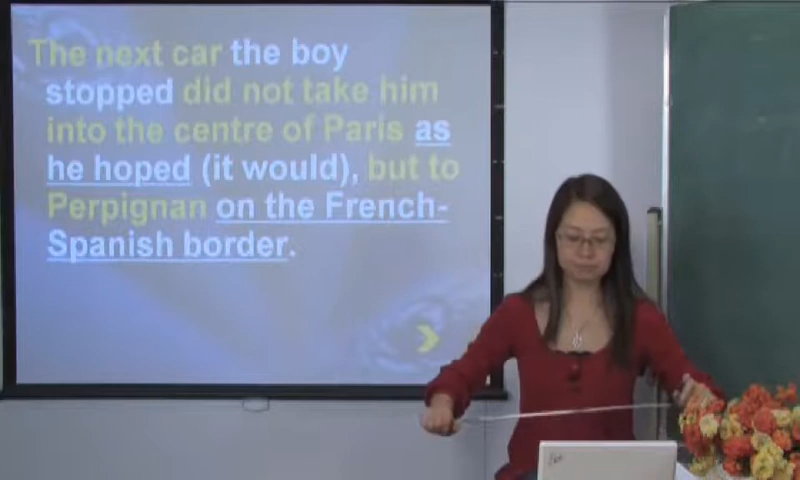 The next car the boy
stopped did not take him
into the centre of Paris as
he hoped (it would), but to
Perpignan on the French-
Spanish border.